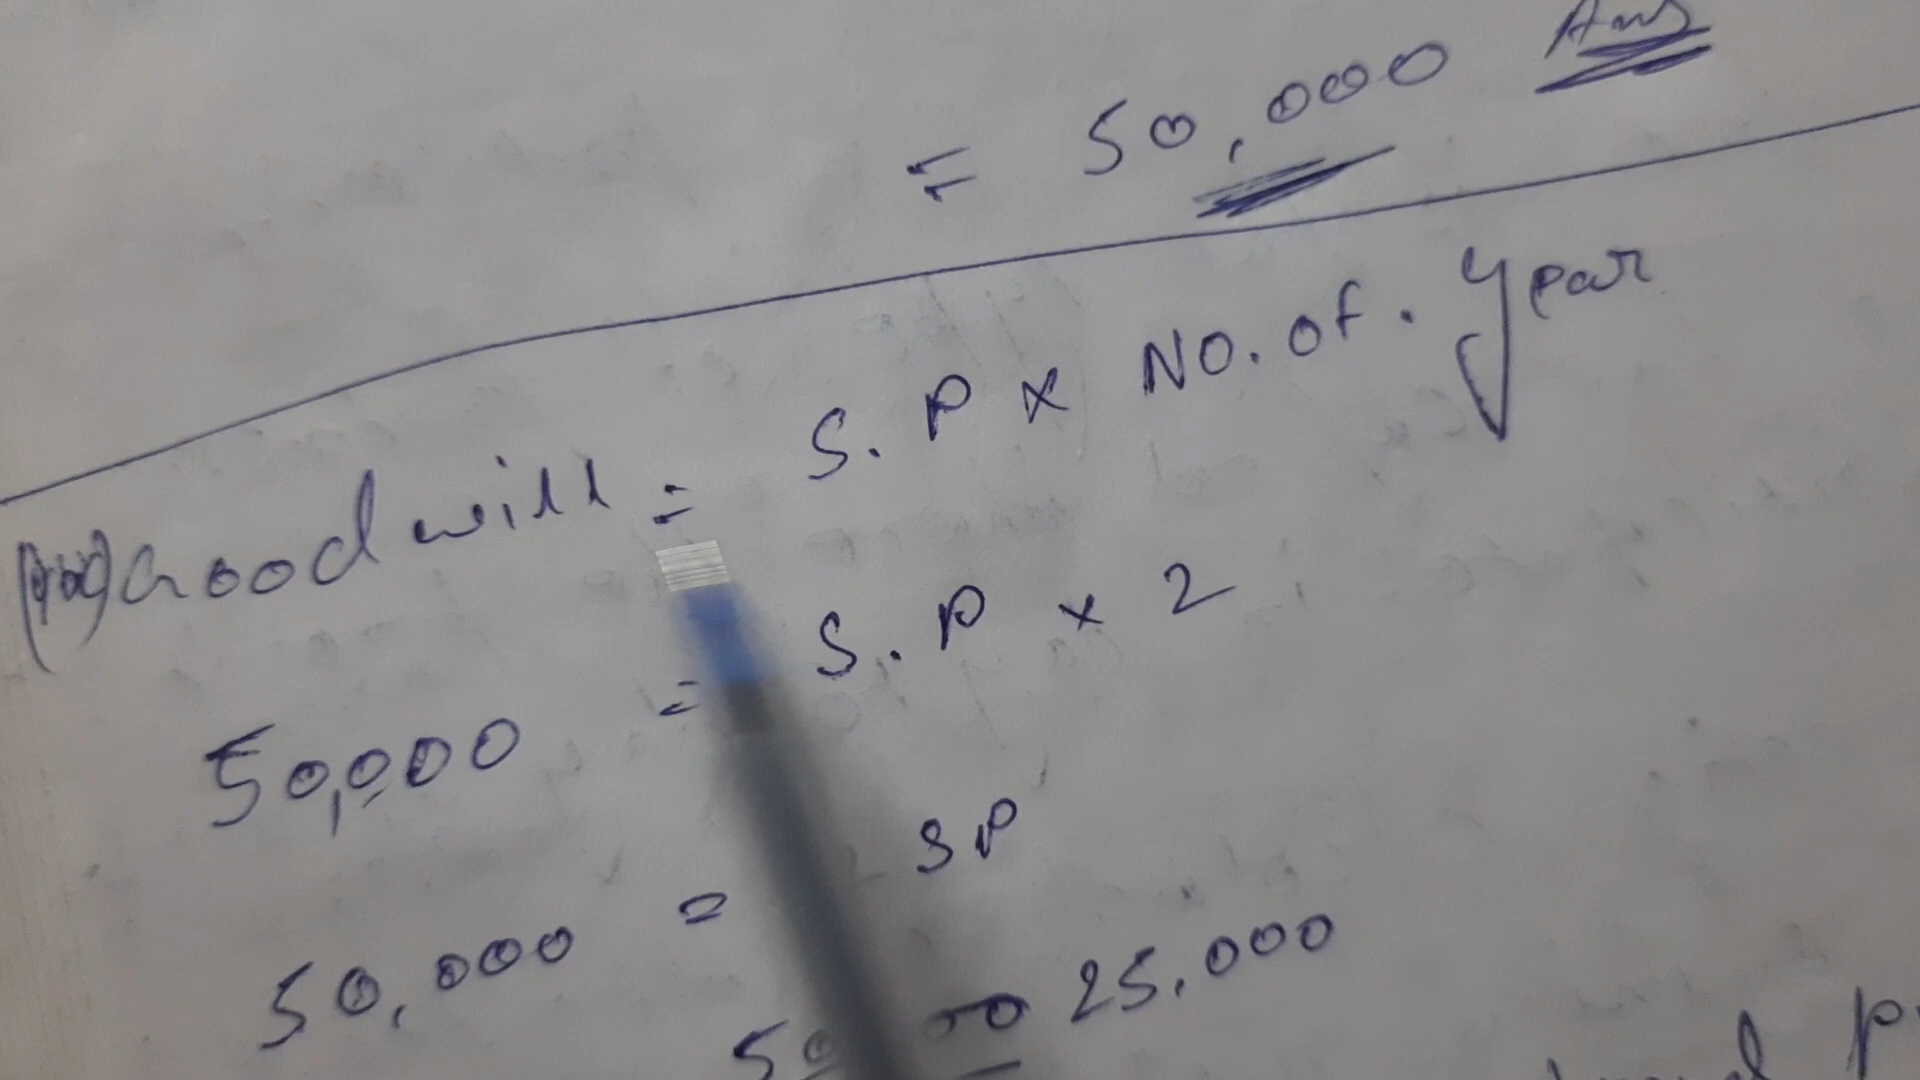 = 50,000 Ans
Goodwill = S.P x NO. of. year
50,000 = S.P x 2
50,000 = SP
25,000